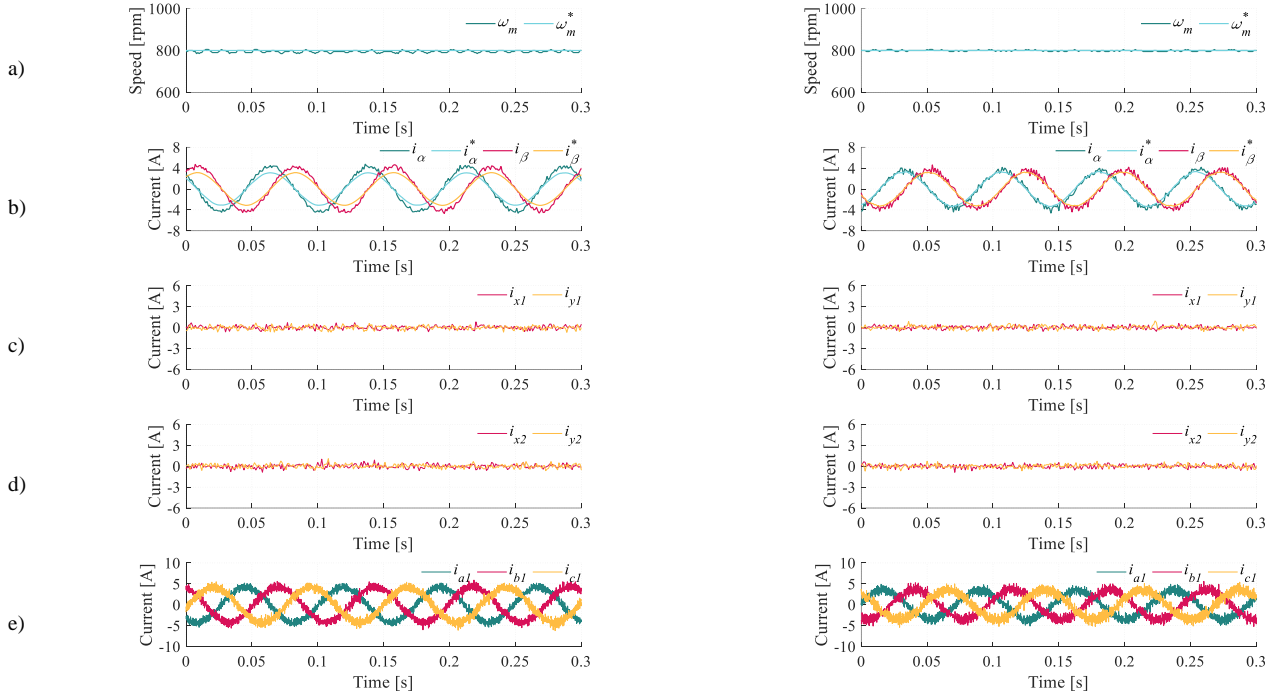 a)
Speed [rpm]
1000
800
600
ω_m ω_m^*
0 0.05 0.1 0.15 0.2 0.25 0.3
Time [s]
Speed [rpm]
1000
800
600
ω_m ω_m^*
0 0.05 0.1 0.15 0.2 0.25 0.3
Time [s]
b)
Current [A]
8
4
0
-4
-8
i_α i_α^* i_β i_β^*
0 0.05 0.1 0.15 0.2 0.25 0.3
Time [s]
Current [A]
8
4
0
-4
-8
i_α i_α^* i_β i_β^*
0 0.05 0.1 0.15 0.2 0.25 0.3
Time [s]
c)
Current [A]
6
3
0
-3
-6
i_x1 i_y1
0 0.05 0.1 0.15 0.2 0.25 0.3
Time [s]
Current [A]
6
3
0
-3
-6
i_x1 i_y1
0 0.05 0.1 0.15 0.2 0.25 0.3
Time [s]
d)
Current [A]
6
3
0
-3
-6
i_x2 i_y2
0 0.05 0.1 0.15 0.2 0.25 0.3
Time [s]
Current [A]
6
3
0
-3
-6
i_x2 i_y2
0 0.05 0.1 0.15 0.2 0.25 0.3
Time [s]
e)
Current [A]
10
5
0
-5
-10
i_a1 i_b1 i_c1
0 0.05 0.1 0.15 0.2 0.25 0.3
Time [s]
Current [A]
10
5
0
-5
-10
i_a1 i_b1 i_c1
0 0.05 0.1 0.15 0.2 0.25 0.3
Time [s]